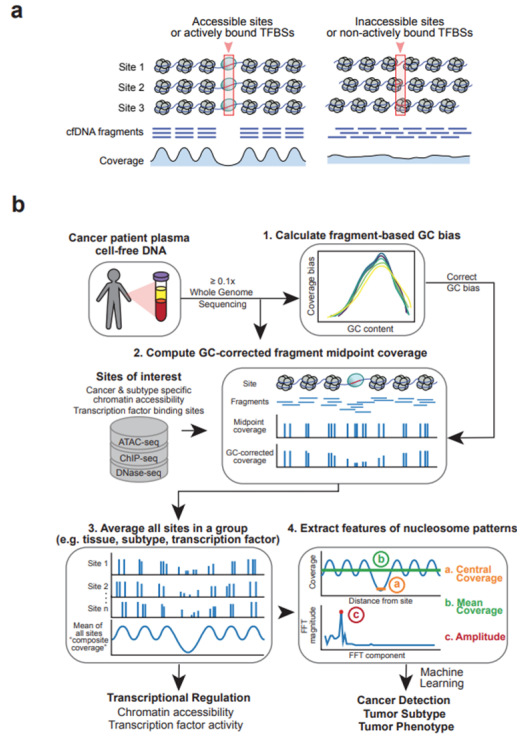 a
Accessible sites
or actively bound TFBSs
Inaccessible sites
or non-actively bound TFBSs
Site 1
Site 2
Site 3
cfDNA fragments
Coverage
b
Cancer patient plasma
cell-free DNA
≥ 0.1x
Whole Genome
Sequencing
1. Calculate fragment-based GC bias
Coverage bias
GC content
Correct
GC bias
2. Compute GC-corrected fragment midpoint coverage
Sites of interest
Cancer & subtype specific
chromatin accessibility
Transcription factor binding sites
ATAC-seq
ChIP-seq
DNase-seq
Site
Fragments
Midpoint
coverage
GC-corrected
coverage
3. Average all sites in a group
(e.g. tissue, subtype, transcription factor)
Site 1
Site 2
Site n
Mean of
all sites
"composite
coverage"
4. Extract features of nucleosome patterns
Coverage
b
a
Distance from site
FFT
magnitude
c
FFT component
a. Central
Coverage
b. Mean
Coverage
c. Amplitude
Transcriptional Regulation
Chromatin accessibility
Transcription factor activity
Machine
Learning
Cancer Detection
Tumor Subtype
Tumor Phenotype